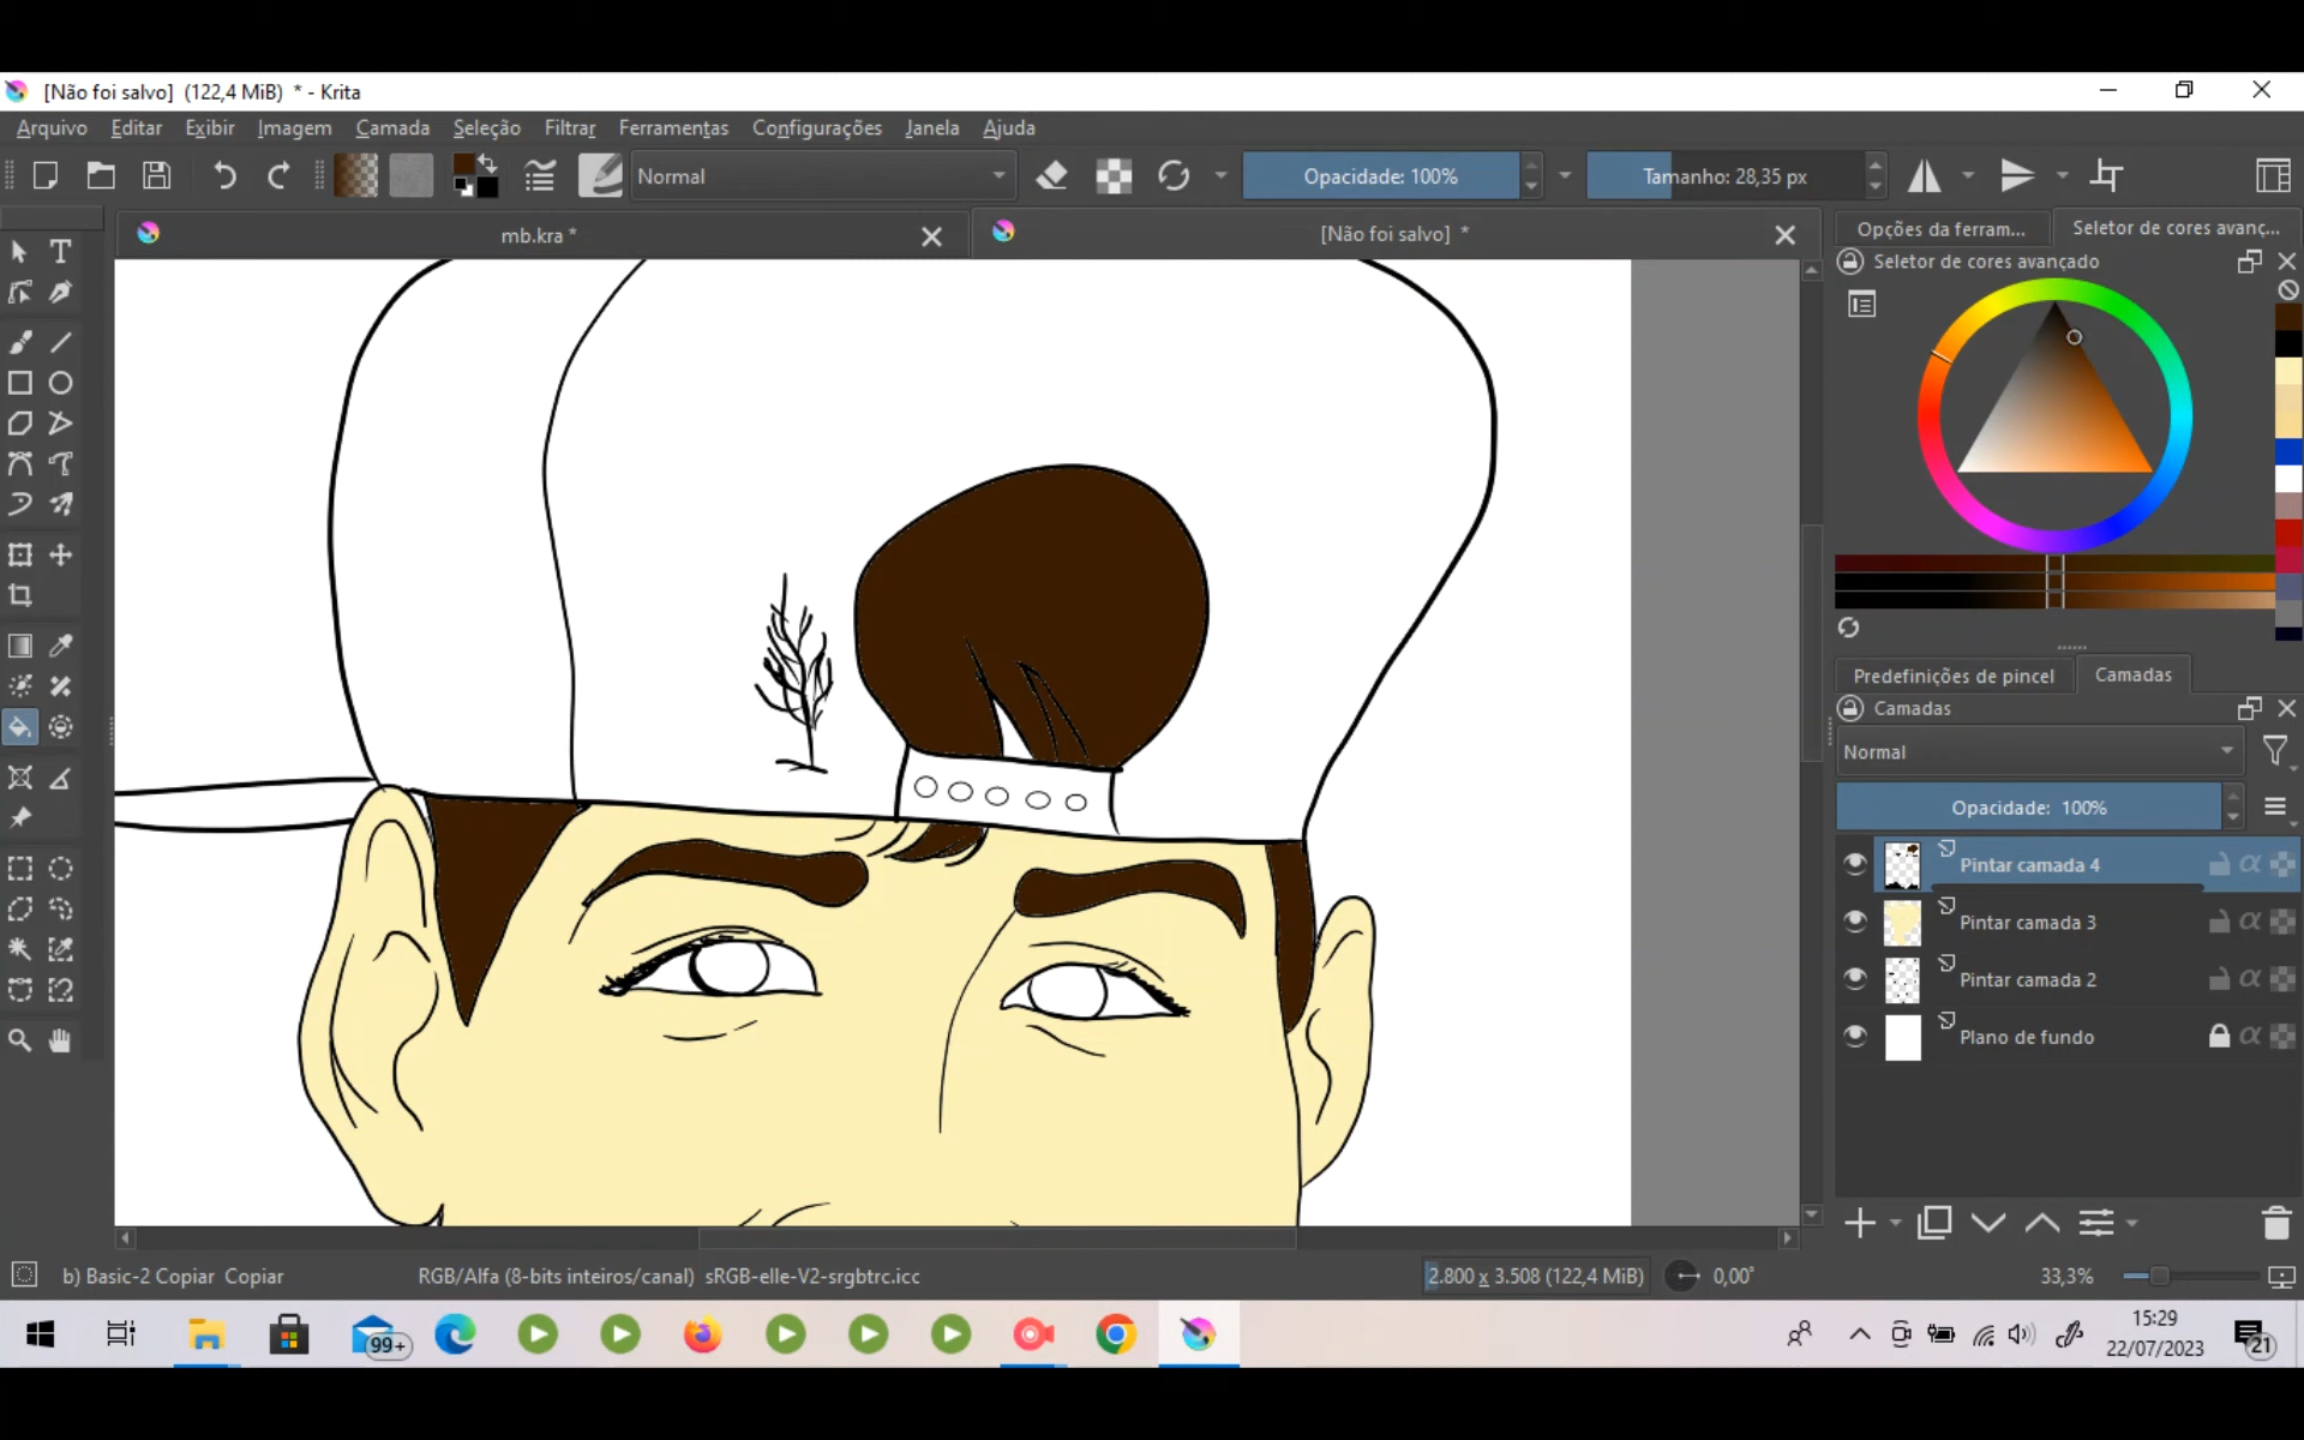 [Não foi salvo] (122,4 MiB) * - Krita
Arquivo Editar Exibir Imagem Camada Seleção Filtrar Ferramentas Configurações Janela Ajuda
Normal
Opacidade: 100%
Tamanho: 28,35 px
mb.kra *
[Não foi salvo] *
Opções da ferram...
Seletor de cores avanç...
Seletor de cores avançado
Predefinições de pincel
Camadas
Camadas
Normal
Opacidade: 100%
Pintar camada 4
Pintar camada 3
Pintar camada 2
Plano de fundo
b) Basic-2 Copiar Copiar
RGB/Alfa (8-bits inteiros/canal) sRGB-elle-V2-srgbtrc.icc
2.800 x 3.508 (122,4 MiB)
0,00°
33,3%
99+
15:29
22/07/2023
21